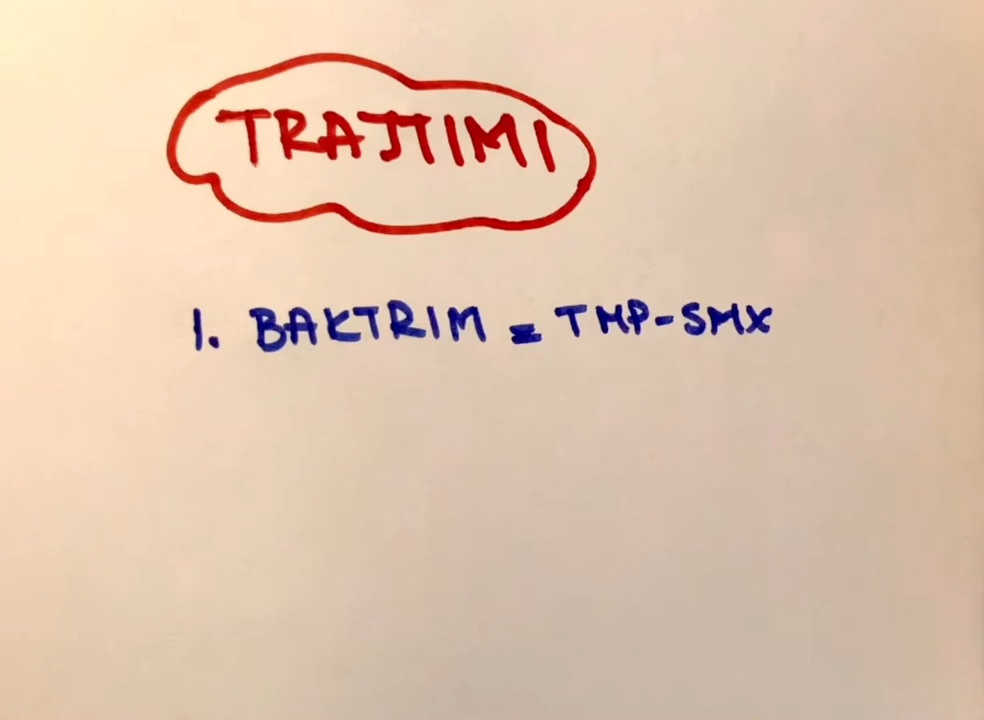 TRAJTIMI
1. BAKTRIM = TMP-SMX